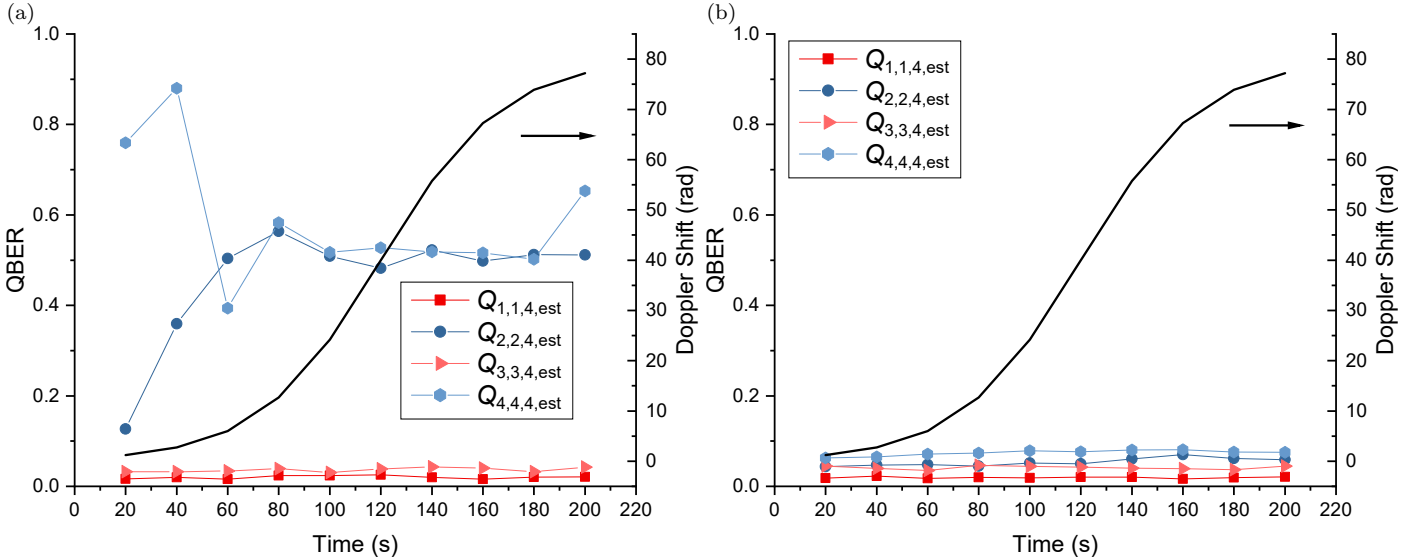 (a)
1.0
0.8
0.6
0.4
0.2
0.0
QBER
0 20 40 60 80 100 120 140 160 180 200 220
Time (s)
80
70
60
50
40
30
20
10
0
Doppler Shift (rad)
Q1,1,4,est
Q2,2,4,est
Q3,3,4,est
Q4,4,4,est
(b)
1.0
0.8
0.6
0.4
0.2
0.0
QBER
0 20 40 60 80 100 120 140 160 180 200 220
Time (s)
80
70
60
50
40
30
20
10
0
Doppler Shift (rad)
Q1,1,4,est
Q2,2,4,est
Q3,3,4,est
Q4,4,4,est